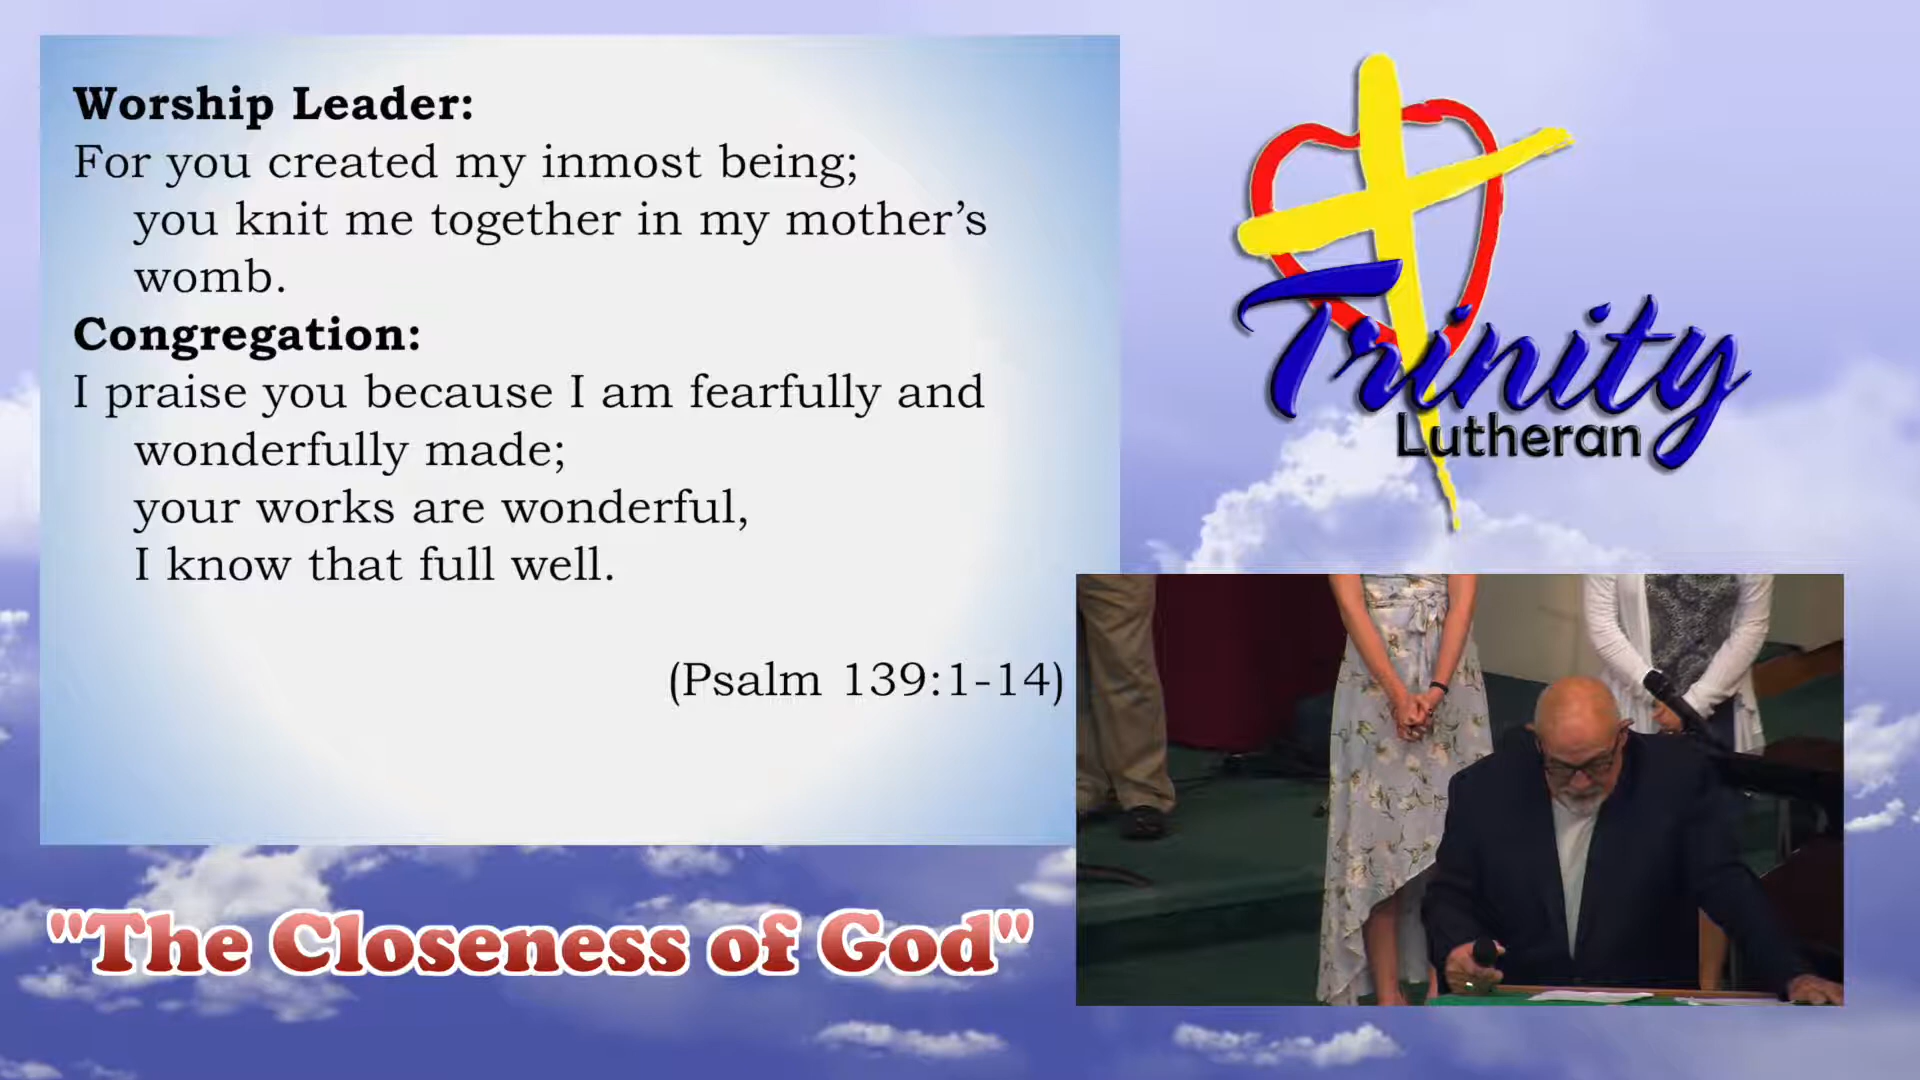 Worship Leader:
For you created my inmost being;
you knit me together in my mother’s
womb.
Congregation:
I praise you because I am fearfully and
wonderfully made;
your works are wonderful,
I know that full well.
(Psalm 139:1-14)
Trinity
Lutheran
"The Closeness of God"